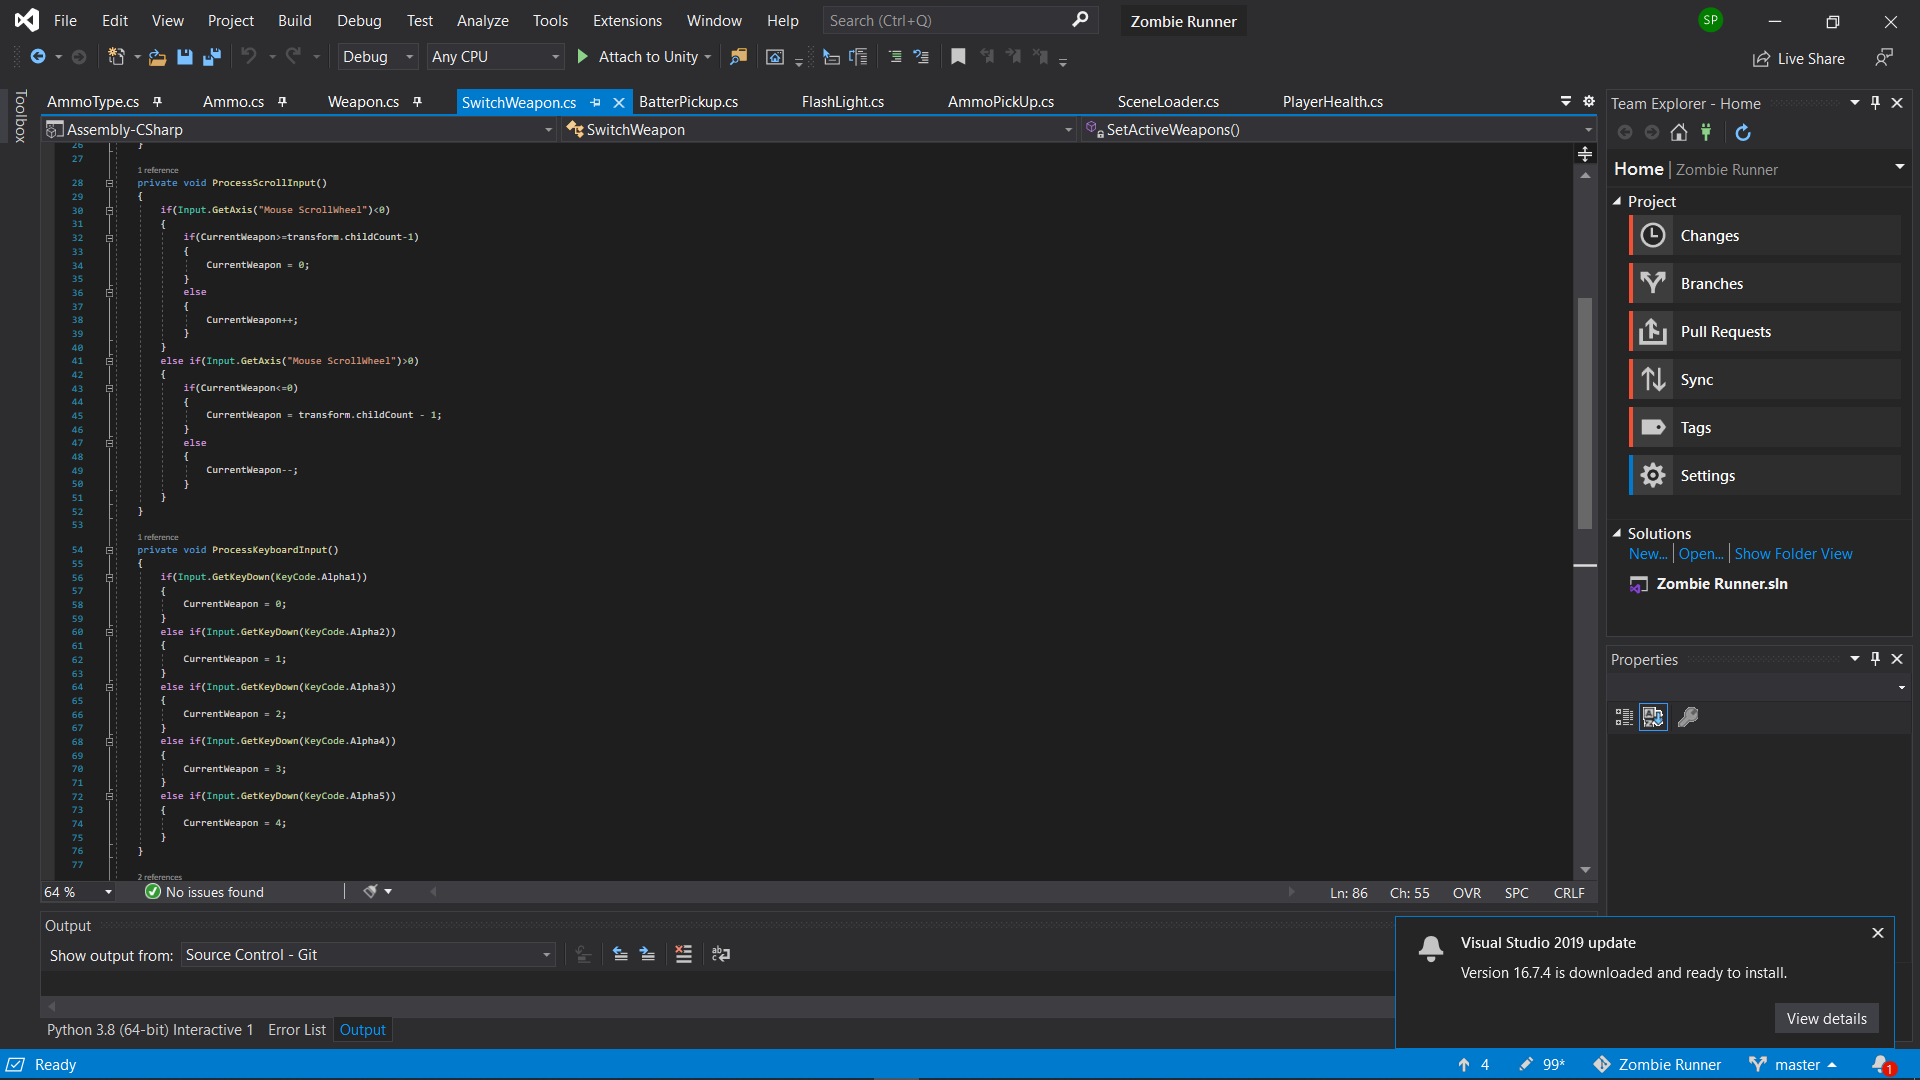 File Edit View Project Build Debug Test Analyze Tools Extensions Window Help Search (Ctrl+Q) Zombie Runner SP
Debug Any CPU Attach to Unity Live Share
Toolbox
AmmoType.cs Ammo.cs Weapon.cs SwitchWeapon.cs BatterPickup.cs FlashLight.cs AmmoPickUp.cs SceneLoader.cs PlayerHealth.cs
Assembly-CSharp SwitchWeapon SetActiveWeapons()
26 }
27
1 reference
28 private void ProcessScrollInput()
29 {
30 if(Input.GetAxis("Mouse ScrollWheel")<0)
31 {
32 if(CurrentWeapon>=transform.childCount-1)
33 {
34 CurrentWeapon = 0;
35 }
36 else
37 {
38 CurrentWeapon++;
39 }
40 }
41 else if(Input.GetAxis("Mouse ScrollWheel")>0)
42 {
43 if(CurrentWeapon<=0)
44 {
45 CurrentWeapon = transform.childCount - 1;
46 }
47 else
48 {
49 CurrentWeapon--;
50 }
51 }
52 }
53
1 reference
54 private void ProcessKeyboardInput()
55 {
56 if(Input.GetKeyDown(KeyCode.Alpha1))
57 {
58 CurrentWeapon = 0;
59 }
60 else if(Input.GetKeyDown(KeyCode.Alpha2))
61 {
62 CurrentWeapon = 1;
63 }
64 else if(Input.GetKeyDown(KeyCode.Alpha3))
65 {
66 CurrentWeapon = 2;
67 }
68 else if(Input.GetKeyDown(KeyCode.Alpha4))
69 {
70 CurrentWeapon = 3;
71 }
72 else if(Input.GetKeyDown(KeyCode.Alpha5))
73 {
74 CurrentWeapon = 4;
75 }
76 }
77
2 references
64 % No issues found Ln: 86 Ch: 55 OVR SPC CRLF
Output
Show output from: Source Control - Git
Python 3.8 (64-bit) Interactive 1 Error List Output
Team Explorer - Home
Home | Zombie Runner
Project
Changes
Branches
Pull Requests
Sync
Tags
Settings
Solutions
New... | Open... | Show Folder View
Zombie Runner.sln
Properties
Visual Studio 2019 update
Version 16.7.4 is downloaded and ready to install.
View details
Ready 4 99* Zombie Runner master 1